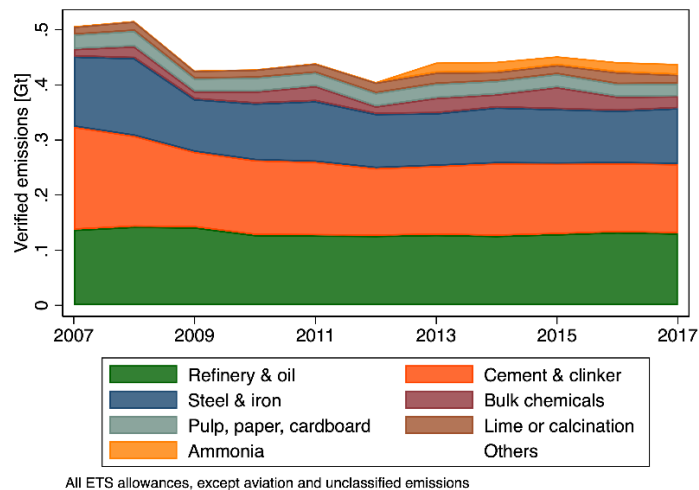 Verified emissions [Gt]
.5
.4
.3
.2
.1
0
2007 2009 2011 2013 2015 2017
Refinery & oil Cement & clinker
Steel & iron Bulk chemicals
Pulp, paper, cardboard Lime or calcination
Ammonia Others
All ETS allowances, except aviation and unclassified emissions